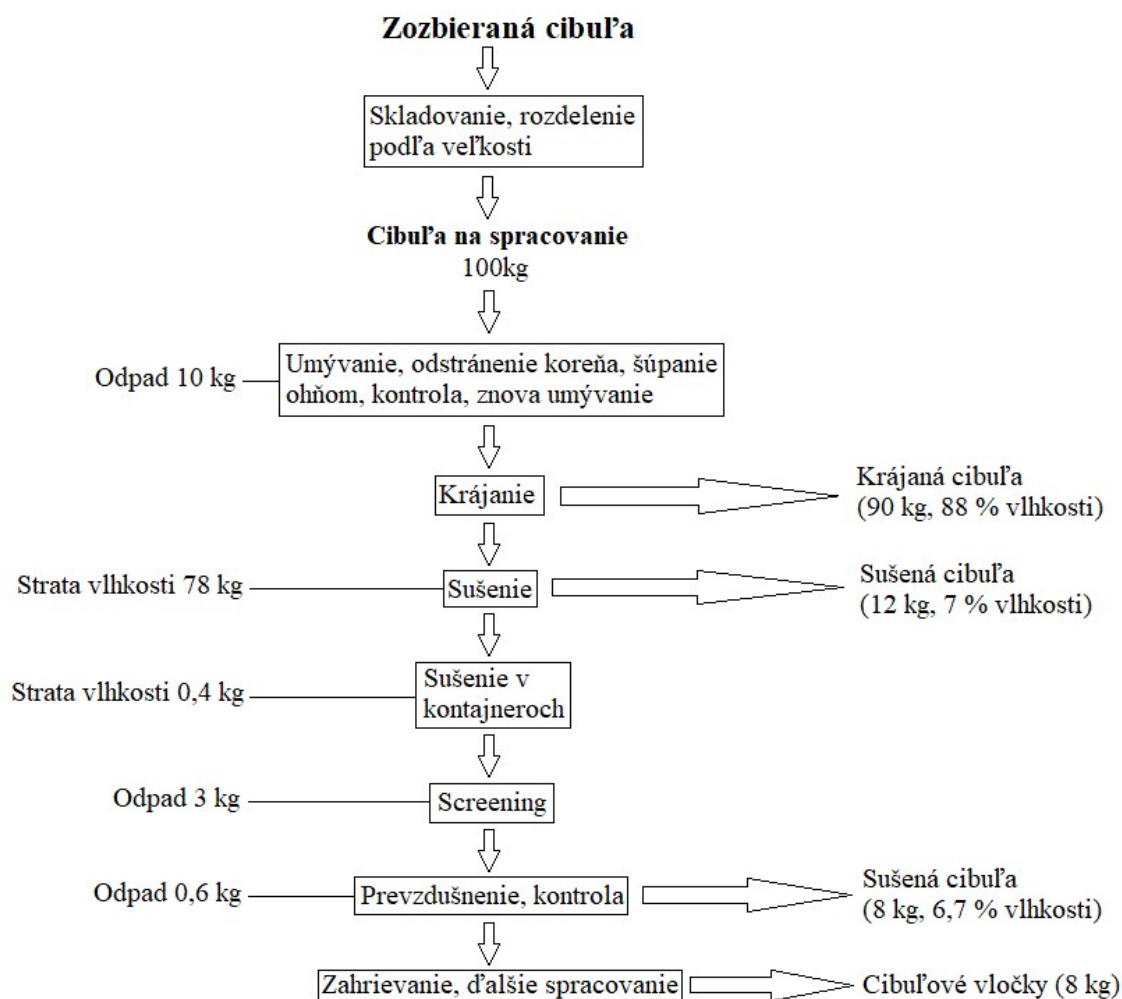 Zozbieraná cibuľa
Skladovanie, rozdelenie
podľa veľkosti
Cibuľa na spracovanie
100kg
Odpad 10 kg
Umývanie, odstránenie koreňa, šúpanie
ohňom, kontrola, znova umývanie
Krájanie
Krájaná cibuľa
(90 kg, 88 % vlhkosti)
Strata vlhkosti 78 kg
Sušenie
Sušená cibuľa
(12 kg, 7 % vlhkosti)
Strata vlhkosti 0,4 kg
Sušenie v
kontajneroch
Odpad 3 kg
Screening
Odpad 0,6 kg
Prevzdušnenie, kontrola
Sušená cibuľa
(8 kg, 6,7 % vlhkosti)
Zahrievanie, ďalšie spracovanie
Cibuľové vločky (8 kg)